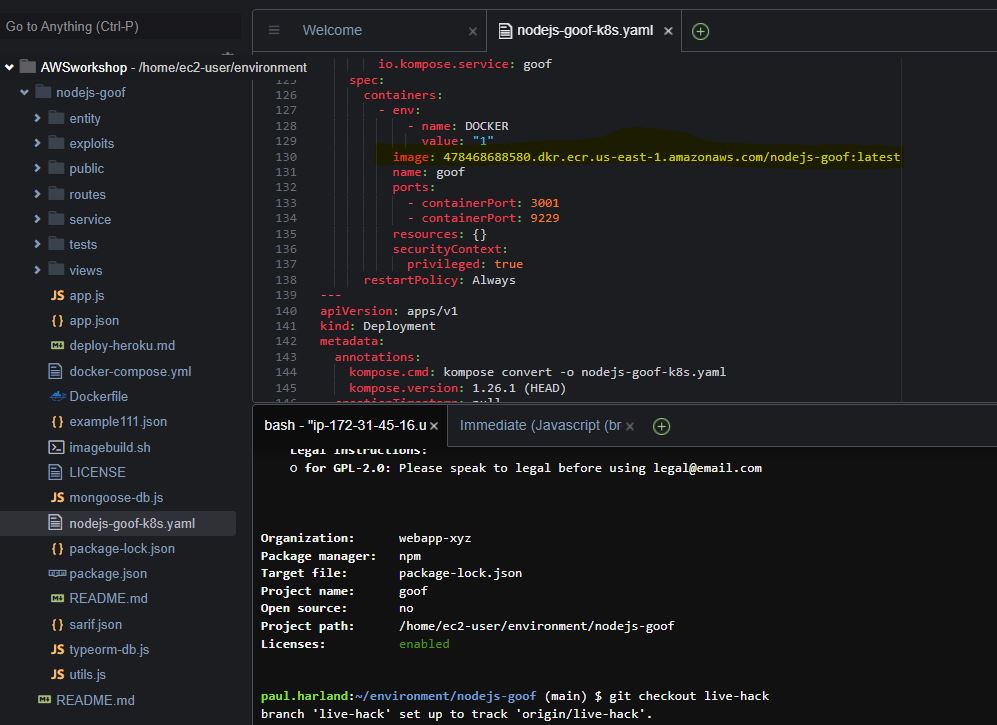 Go to Anything (Ctrl-P)
AWSworkshop - /home/ec2-user/environment
nodejs-goof
entity
exploits
public
routes
service
tests
views
JS app.js
{} app.json
M↓ deploy-heroku.md
docker-compose.yml
Dockerfile
{} example111.json
imagebuild.sh
LICENSE
JS mongoose-db.js
nodejs-goof-k8s.yaml
{} package-lock.json
package.json
M↓ README.md
{} sarif.json
JS typeorm-db.js
JS utils.js
M↓ README.md
Welcome × nodejs-goof-k8s.yaml ×
io.kompose.service: goof
125 spec:
126 containers:
127 - env:
128 - name: DOCKER
129 value: "1"
130 image: 478468688580.dkr.ecr.us-east-1.amazonaws.com/nodejs-goof:latest
131 name: goof
132 ports:
133 - containerPort: 3001
134 - containerPort: 9229
135 resources: {}
136 securityContext:
137 privileged: true
138 restartPolicy: Always
139 ---
140 apiVersion: apps/v1
141 kind: Deployment
142 metadata:
143 annotations:
144 kompose.cmd: kompose convert -o nodejs-goof-k8s.yaml
145 kompose.version: 1.26.1 (HEAD)
146 creationTimestamp: null
bash - "ip-172-31-45-16.u × Immediate (Javascript (br ×
Legal instructions:
o for GPL-2.0: Please speak to legal before using legal@email.com
Organization: webapp-xyz
Package manager: npm
Target file: package-lock.json
Project name: goof
Open source: no
Project path: /home/ec2-user/environment/nodejs-goof
Licenses: enabled
paul.harland:~/environment/nodejs-goof (main) $ git checkout live-hack
branch 'live-hack' set up to track 'origin/live-hack'.